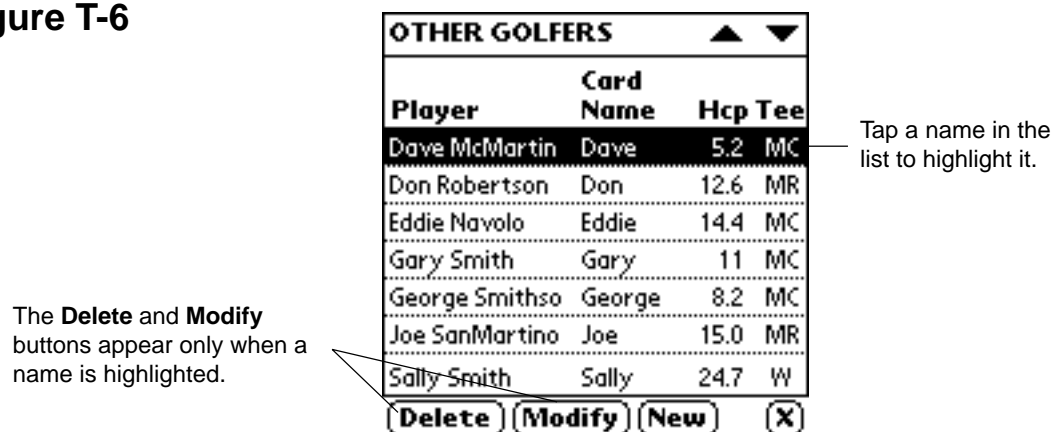 gure T-6
OTHER GOLFERS
Card
Player Name Hcp Tee
Dave McMartin Dave 5.2 MC
Don Robertson Don 12.6 MR
Eddie Navolo Eddie 14.4 MC
Gary Smith Gary 11 MC
George Smithso George 8.2 MC
Joe SanMartino Joe 15.0 MR
Sally Smith Sally 24.7 W
Delete Modify New X
Tap a name in the
list to highlight it.
The Delete and Modify
buttons appear only when a
name is highlighted.